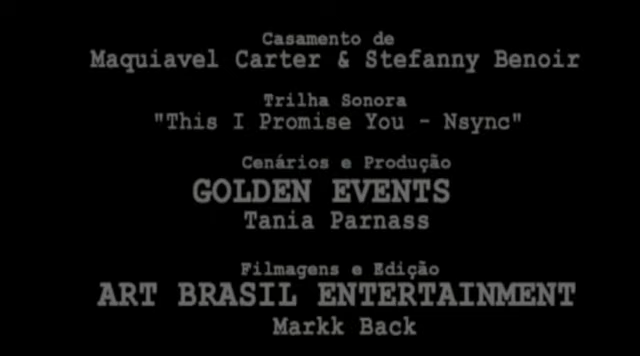 Casamento de
Maquiavel Carter & Stefanny Benoir
Trilha Sonora
"This I Promise You - Nsync"
Cenários e Produção
GOLDEN EVENTS
Tania Parnass
Filmagens e Edição
ART BRASIL ENTERTAINMENT
Markk Back